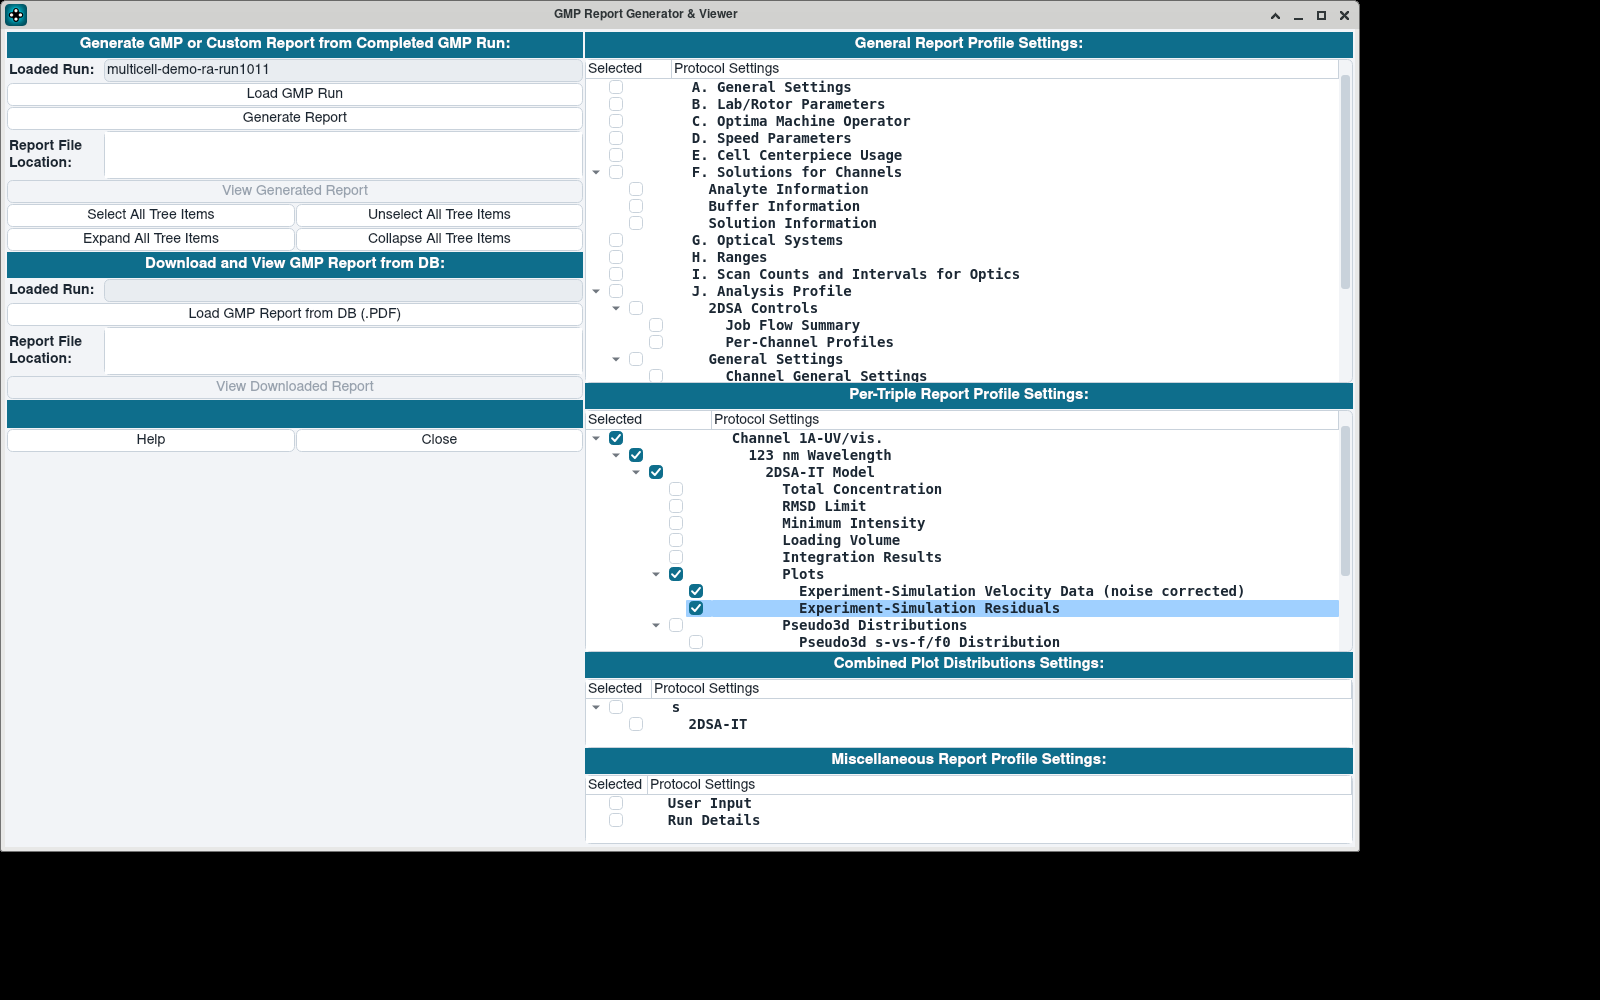 GMP Report Generator & Viewer
Generate GMP or Custom Report from Completed GMP Run:
Loaded Run: multicell-demo-ra-run1011
Load GMP Run
Generate Report
Report File
Location:
View Generated Report
Select All Tree Items Unselect All Tree Items
Expand All Tree Items Collapse All Tree Items
Download and View GMP Report from DB:
Loaded Run:
Load GMP Report from DB (.PDF)
Report File
Location:
View Downloaded Report
Help Close
General Report Profile Settings:
Selected Protocol Settings
A. General Settings
B. Lab/Rotor Parameters
C. Optima Machine Operator
D. Speed Parameters
E. Cell Centerpiece Usage
F. Solutions for Channels
Analyte Information
Buffer Information
Solution Information
G. Optical Systems
H. Ranges
I. Scan Counts and Intervals for Optics
J. Analysis Profile
2DSA Controls
Job Flow Summary
Per-Channel Profiles
General Settings
Channel General Settings
Per-Triple Report Profile Settings:
Selected Protocol Settings
Channel 1A-UV/vis.
123 nm Wavelength
2DSA-IT Model
Total Concentration
RMSD Limit
Minimum Intensity
Loading Volume
Integration Results
Plots
Experiment-Simulation Velocity Data (noise corrected)
Experiment-Simulation Residuals
Pseudo3d Distributions
Pseudo3d s-vs-f/f0 Distribution
Combined Plot Distributions Settings:
Selected Protocol Settings
s
2DSA-IT
Miscellaneous Report Profile Settings:
Selected Protocol Settings
User Input
Run Details